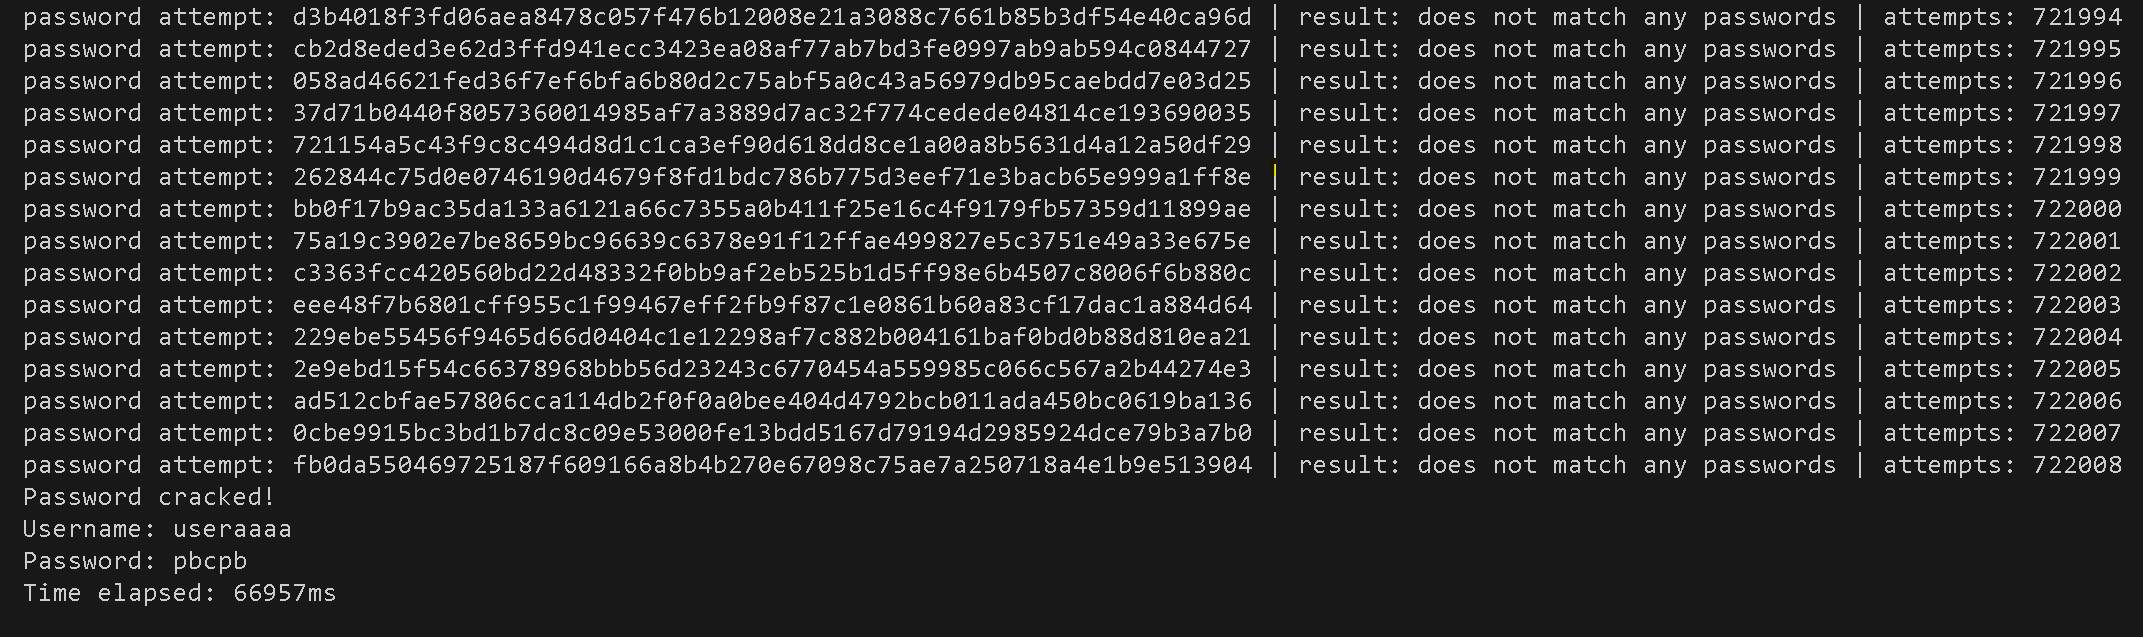 password attempt: d3b4018f3fd06aea8478c057f476b12008e21a3088c7661b85b3df54e40ca96d | result: does not match any passwords | attempts: 721994
password attempt: cb2d8eded3e62d3ffd941ecc3423ea08af77ab7bd3fe0997ab9ab594c0844727 | result: does not match any passwords | attempts: 721995
password attempt: 058ad46621fed36f7ef6bfa6b80d2c75abf5a0c43a56979db95caebdd7e03d25 | result: does not match any passwords | attempts: 721996
password attempt: 37d71b0440f8057360014985af7a3889d7ac32f774cedede04814ce193690035 | result: does not match any passwords | attempts: 721997
password attempt: 721154a5c43f9c8c494d8d1c1ca3ef90d618dd8ce1a00a8b5631d4a12a50df29 | result: does not match any passwords | attempts: 721998
password attempt: 262844c75d0e0746190d4679f8fd1bdc786b775d3eef71e3bacb65e999a1ff8e | result: does not match any passwords | attempts: 721999
password attempt: bb0f17b9ac35da133a6121a66c7355a0b411f25e16c4f9179fb57359d11899ae | result: does not match any passwords | attempts: 722000
password attempt: 75a19c3902e7be8659bc96639c6378e91f12ffae499827e5c3751e49a33e675e | result: does not match any passwords | attempts: 722001
password attempt: c3363fcc420560bd22d48332f0bb9af2eb525b1d5ff98e6b4507c8006f6b880c | result: does not match any passwords | attempts: 722002
password attempt: eee48f7b6801cff955c1f99467eff2fb9f87c1e0861b60a83cf17dac1a884d64 | result: does not match any passwords | attempts: 722003
password attempt: 229ebe55456f9465d66d0404c1e12298af7c882b004161baf0bd0b88d810ea21 | result: does not match any passwords | attempts: 722004
password attempt: 2e9ebd15f54c66378968bbb56d23243c6770454a559985c066c567a2b44274e3 | result: does not match any passwords | attempts: 722005
password attempt: ad512cbfae57806cca114db2f0f0a0bee404d4792bcb011ada450bc0619ba136 | result: does not match any passwords | attempts: 722006
password attempt: 0cbe9915bc3bd1b7dc8c09e53000fe13bdd5167d79194d2985924dce79b3a7b0 | result: does not match any passwords | attempts: 722007
password attempt: fb0da550469725187f609166a8b4b270e67098c75ae7a250718a4e1b9e513904 | result: does not match any passwords | attempts: 722008
Password cracked!
Username: useraaaa
Password: pbcpb
Time elapsed: 66957ms